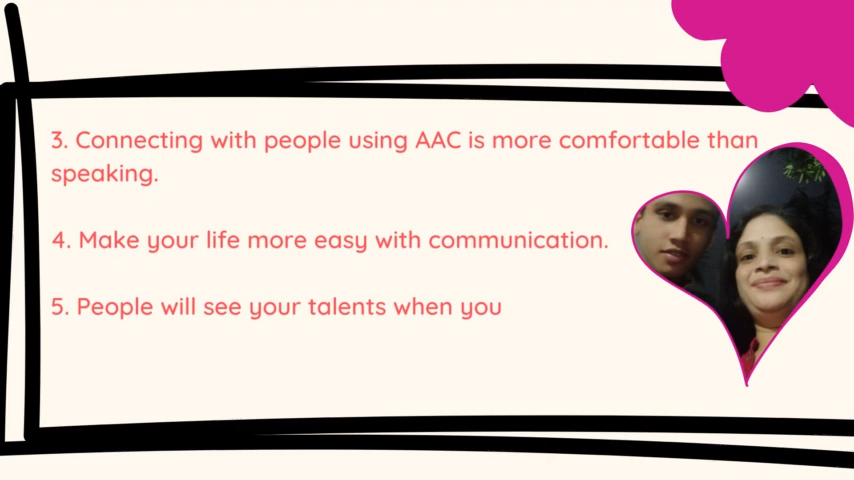 3. Connecting with people using AAC is more comfortable than
speaking.
4. Make your life more easy with communication.
5. People will see your talents when you